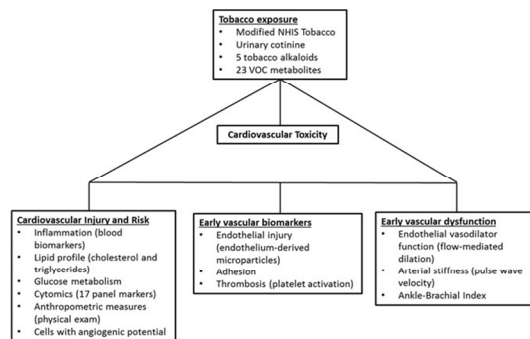 Tobacco exposure
• Modified NHIS Tobacco
• Urinary cotinine
• 5 tobacco alkaloids
• 23 VOC metabolites
Cardiovascular Toxicity
Cardiovascular Injury and Risk
• Inflammation (blood
biomarkers)
• Lipid profile (cholesterol and
triglycerides)
• Glucose metabolism
• Cytomics (17 panel markers)
• Anthropometric measures
(physical exam)
• Cells with angiogenic potential
Early vascular biomarkers
• Endothelial injury
(endothelium-derived
microparticles)
• Adhesion
• Thrombosis (platelet activation)
Early vascular dysfunction
• Endothelial vasodilator
function (flow-mediated
dilation)
• Arterial stiffness (pulse wave
velocity)
• Ankle-Brachial Index